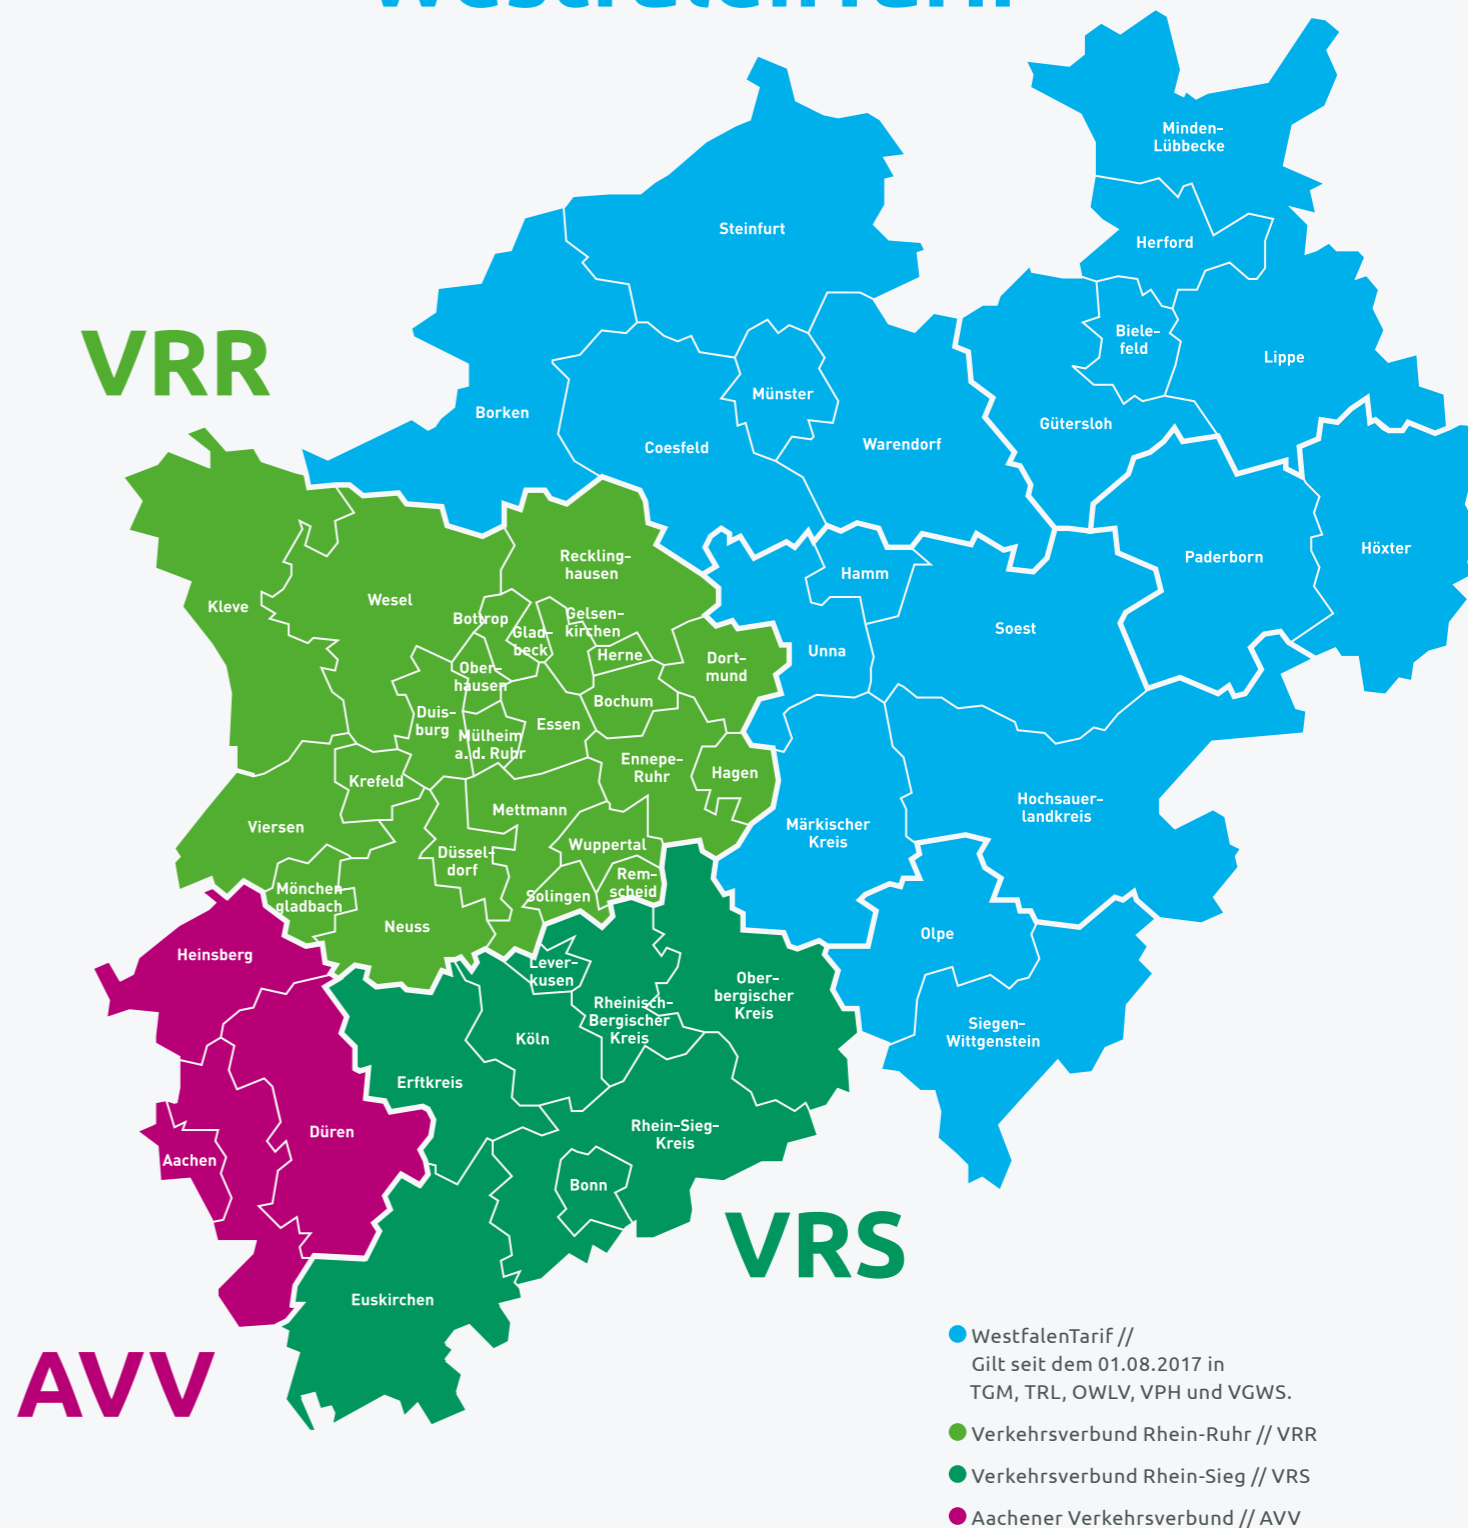 Minden-
Lübbecke
Steinfurt
Herford
VRR
Biele-
feld
Lippe
Münster
Borken
Gütersloh
Coesfeld
Warendorf
Reckling-
hausen
Hamm
Paderborn
Höxter
Kleve
Wesel
Bottrop
Glad-
beck
Gelsen-
kirchen
Herne
Dort-
mund
Unna
Soest
Ober-
hausen
Duis-
burg
Mülheim
a.d. Ruhr
Essen
Bochum
Ennepe-
Ruhr
Hagen
Krefeld
Viersen
Mettmann
Märkischer
Kreis
Hochsauer-
landkreis
Düssel-
dorf
Wuppertal
Rem-
scheid
Solingen
Mönchen
gladbach
Neuss
Olpe
Heinsberg
Lever-
kusen
Ober-
bergischer
Kreis
Rheinisch-
Bergischer
Kreis
Köln
Siegen-
Wittgenstein
Erftkreis
Düren
Rhein-Sieg-
Kreis
Aachen
Bonn
VRS
Euskirchen
AVV
WestfalenTarif //
Gilt seit dem 01.08.2017 in
TGM, TRL, OWLV, VPH und VGWS.
Verkehrsverbund Rhein-Ruhr // VRR
Verkehrsverbund Rhein-Sieg // VRS
Aachener Verkehrsverbund // AVV